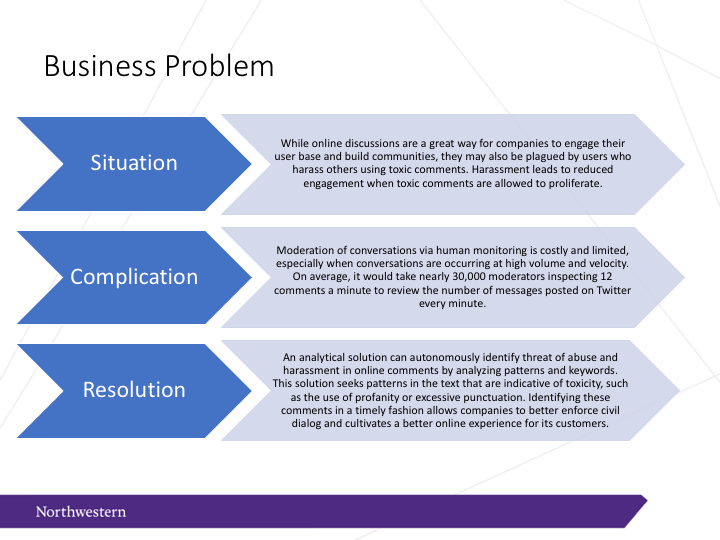 Business Problem
Situation
While online discussions are a great way for companies to engage their
user base and build communities, they may also be plagued by users who
harass others using toxic comments. Harassment leads to reduced
engagement when toxic comments are allowed to proliferate.
Complication
Moderation of conversations via human monitoring is costly and limited,
especially when conversations are occurring at high volume and velocity.
On average, it would take nearly 30,000 moderators inspecting 12
comments a minute to review the number of messages posted on Twitter
every minute.
Resolution
An analytical solution can autonomously identify threat of abuse and
harassment in online comments by analyzing patterns and keywords.
This solution seeks patterns in the text that are indicative of toxicity, such
as the use of profanity or excessive punctuation. Identifying these
comments in a timely fashion allows companies to better enforce civil
dialog and cultivates a better online experience for its customers.
Northwestern